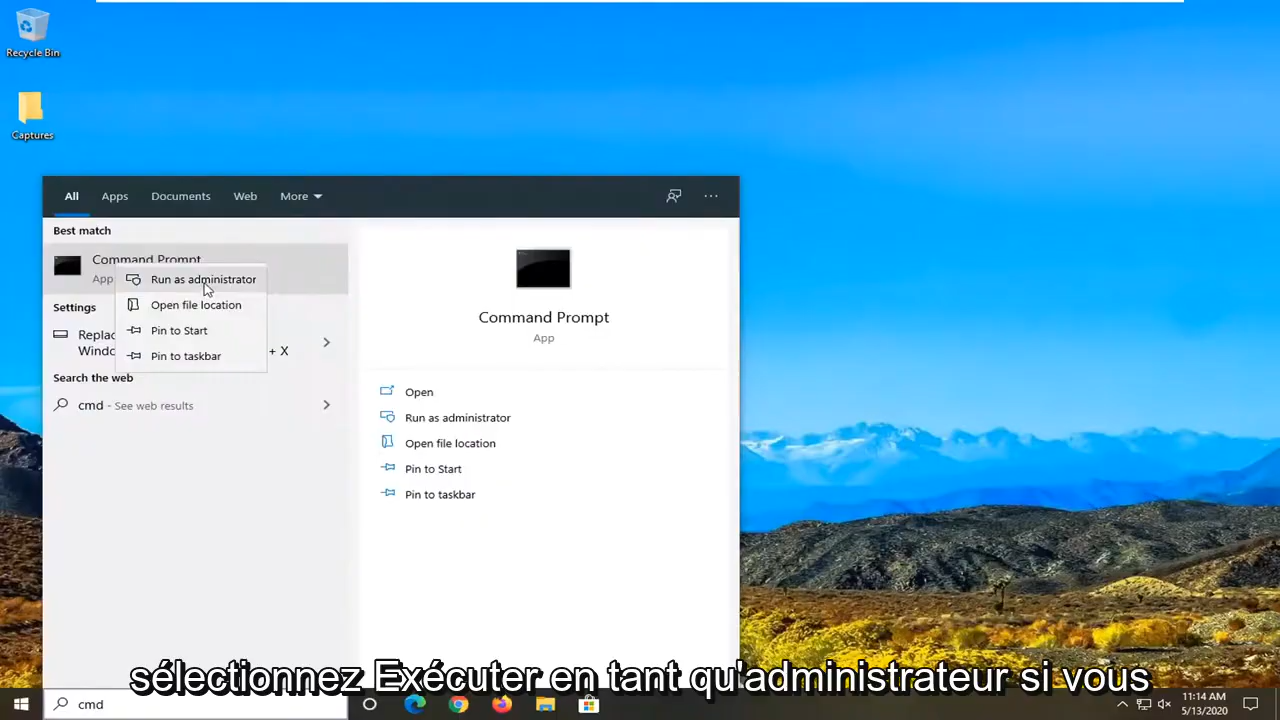 Recycle Bin
Captures
All Apps Documents Web More
Best match
Command Prompt
App
Run as administrator
Open file location
Pin to Start
Pin to taskbar
Settings
Replac
Windo + X
Search the web
cmd - See web results
Command Prompt
App
Open
Run as administrator
Open file location
Pin to Start
Pin to taskbar
sélectionnez Exécuter en tant qu'administrateur si vous
cmd
11:14 AM
5/13/2020